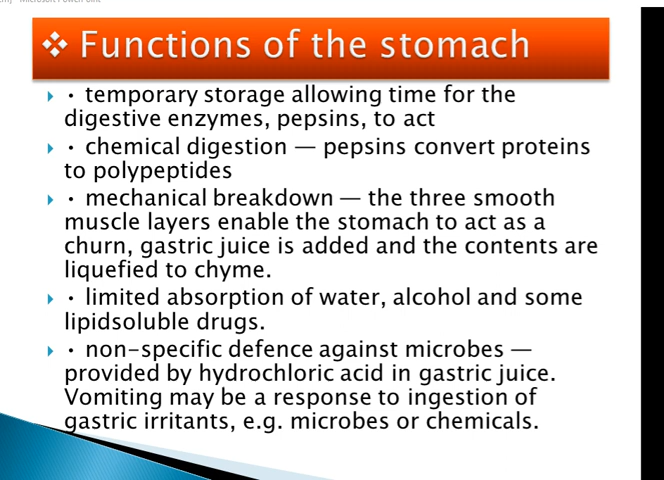 ❖ Functions of the stomach
• temporary storage allowing time for the
digestive enzymes, pepsins, to act
• chemical digestion — pepsins convert proteins
to polypeptides
• mechanical breakdown — the three smooth
muscle layers enable the stomach to act as a
churn, gastric juice is added and the contents are
liquefied to chyme.
• limited absorption of water, alcohol and some
lipidsoluble drugs.
• non-specific defence against microbes —
provided by hydrochloric acid in gastric juice.
Vomiting may be a response to ingestion of
gastric irritants, e.g. microbes or chemicals.